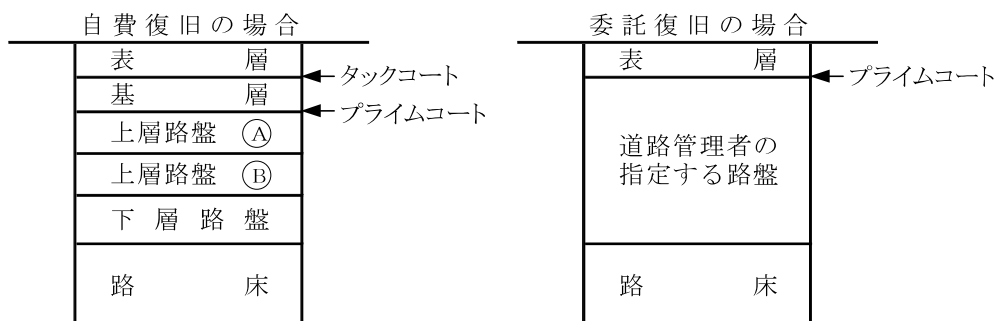 自費復旧の場合
表層
タックコート
基層
プライムコート
上層路盤 Ⓐ
上層路盤 Ⓑ
下層路盤
路床
委託復旧の場合
表層
プライムコート
道路管理者の
指定する路盤
路床